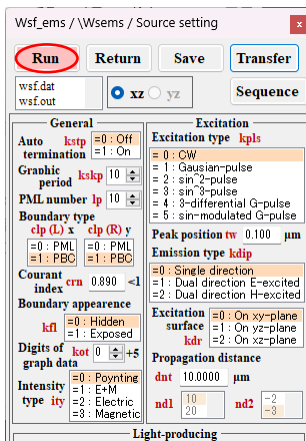 Wsf_ems / \Wsems / Source setting
x
Run Return Save Transfer
wsf.dat
wsf.out
xz yz
Sequence
General
Auto termination kstp
=0 : Off
=1 : On
Graphic period kskp 10
PML number lp 10
Boundary type
clp (L) x clp (R) y
=0 : PML
=1 : PBC
=0 : PML
=1 : PBC
Courant index crn 0.890 <1
Boundary appearence
kfl
=0 : Hidden
=1 : Exposed
Digits of graph data kot 0 +5
Intensity type ity
=0 : Poynting
=1 : E+M
=2 : Electric
=3 : Magnetic
Excitation
Excitation type kpls
= 0 : CW
= 1 : Gausian-pulse
= 2 : sin^2-pulse
= 3 : sin^3-pulse
= 4 : 3-differential G-pulse
= 5 : sin-modulated G-pulse
Peak position tw 0.100 μm
Emission type kdip
=0 : Single direction
=1 : Dual direction E-excited
=2 : Dual direction H-excited
Excitation surface kdr
=0 : On xy-plane
=1 : On yz-plane
=2 : On xz-plane
Propagation distance
dnt 10.0000 μm
nd1 10
20
nd2 -2
-3
Light-producing